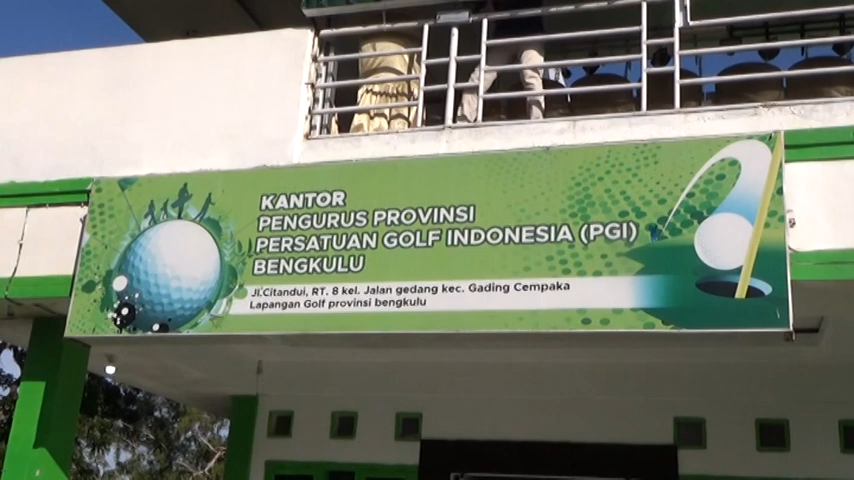 KANTOR
PENGURUS PROVINSI
PERSATUAN GOLF INDONESIA (PGI)
BENGKULU
Jl.Citandui, RT. 8 kel. Jalan gedang kec. Gading Cempaka
Lapangan Golf provinsi bengkulu